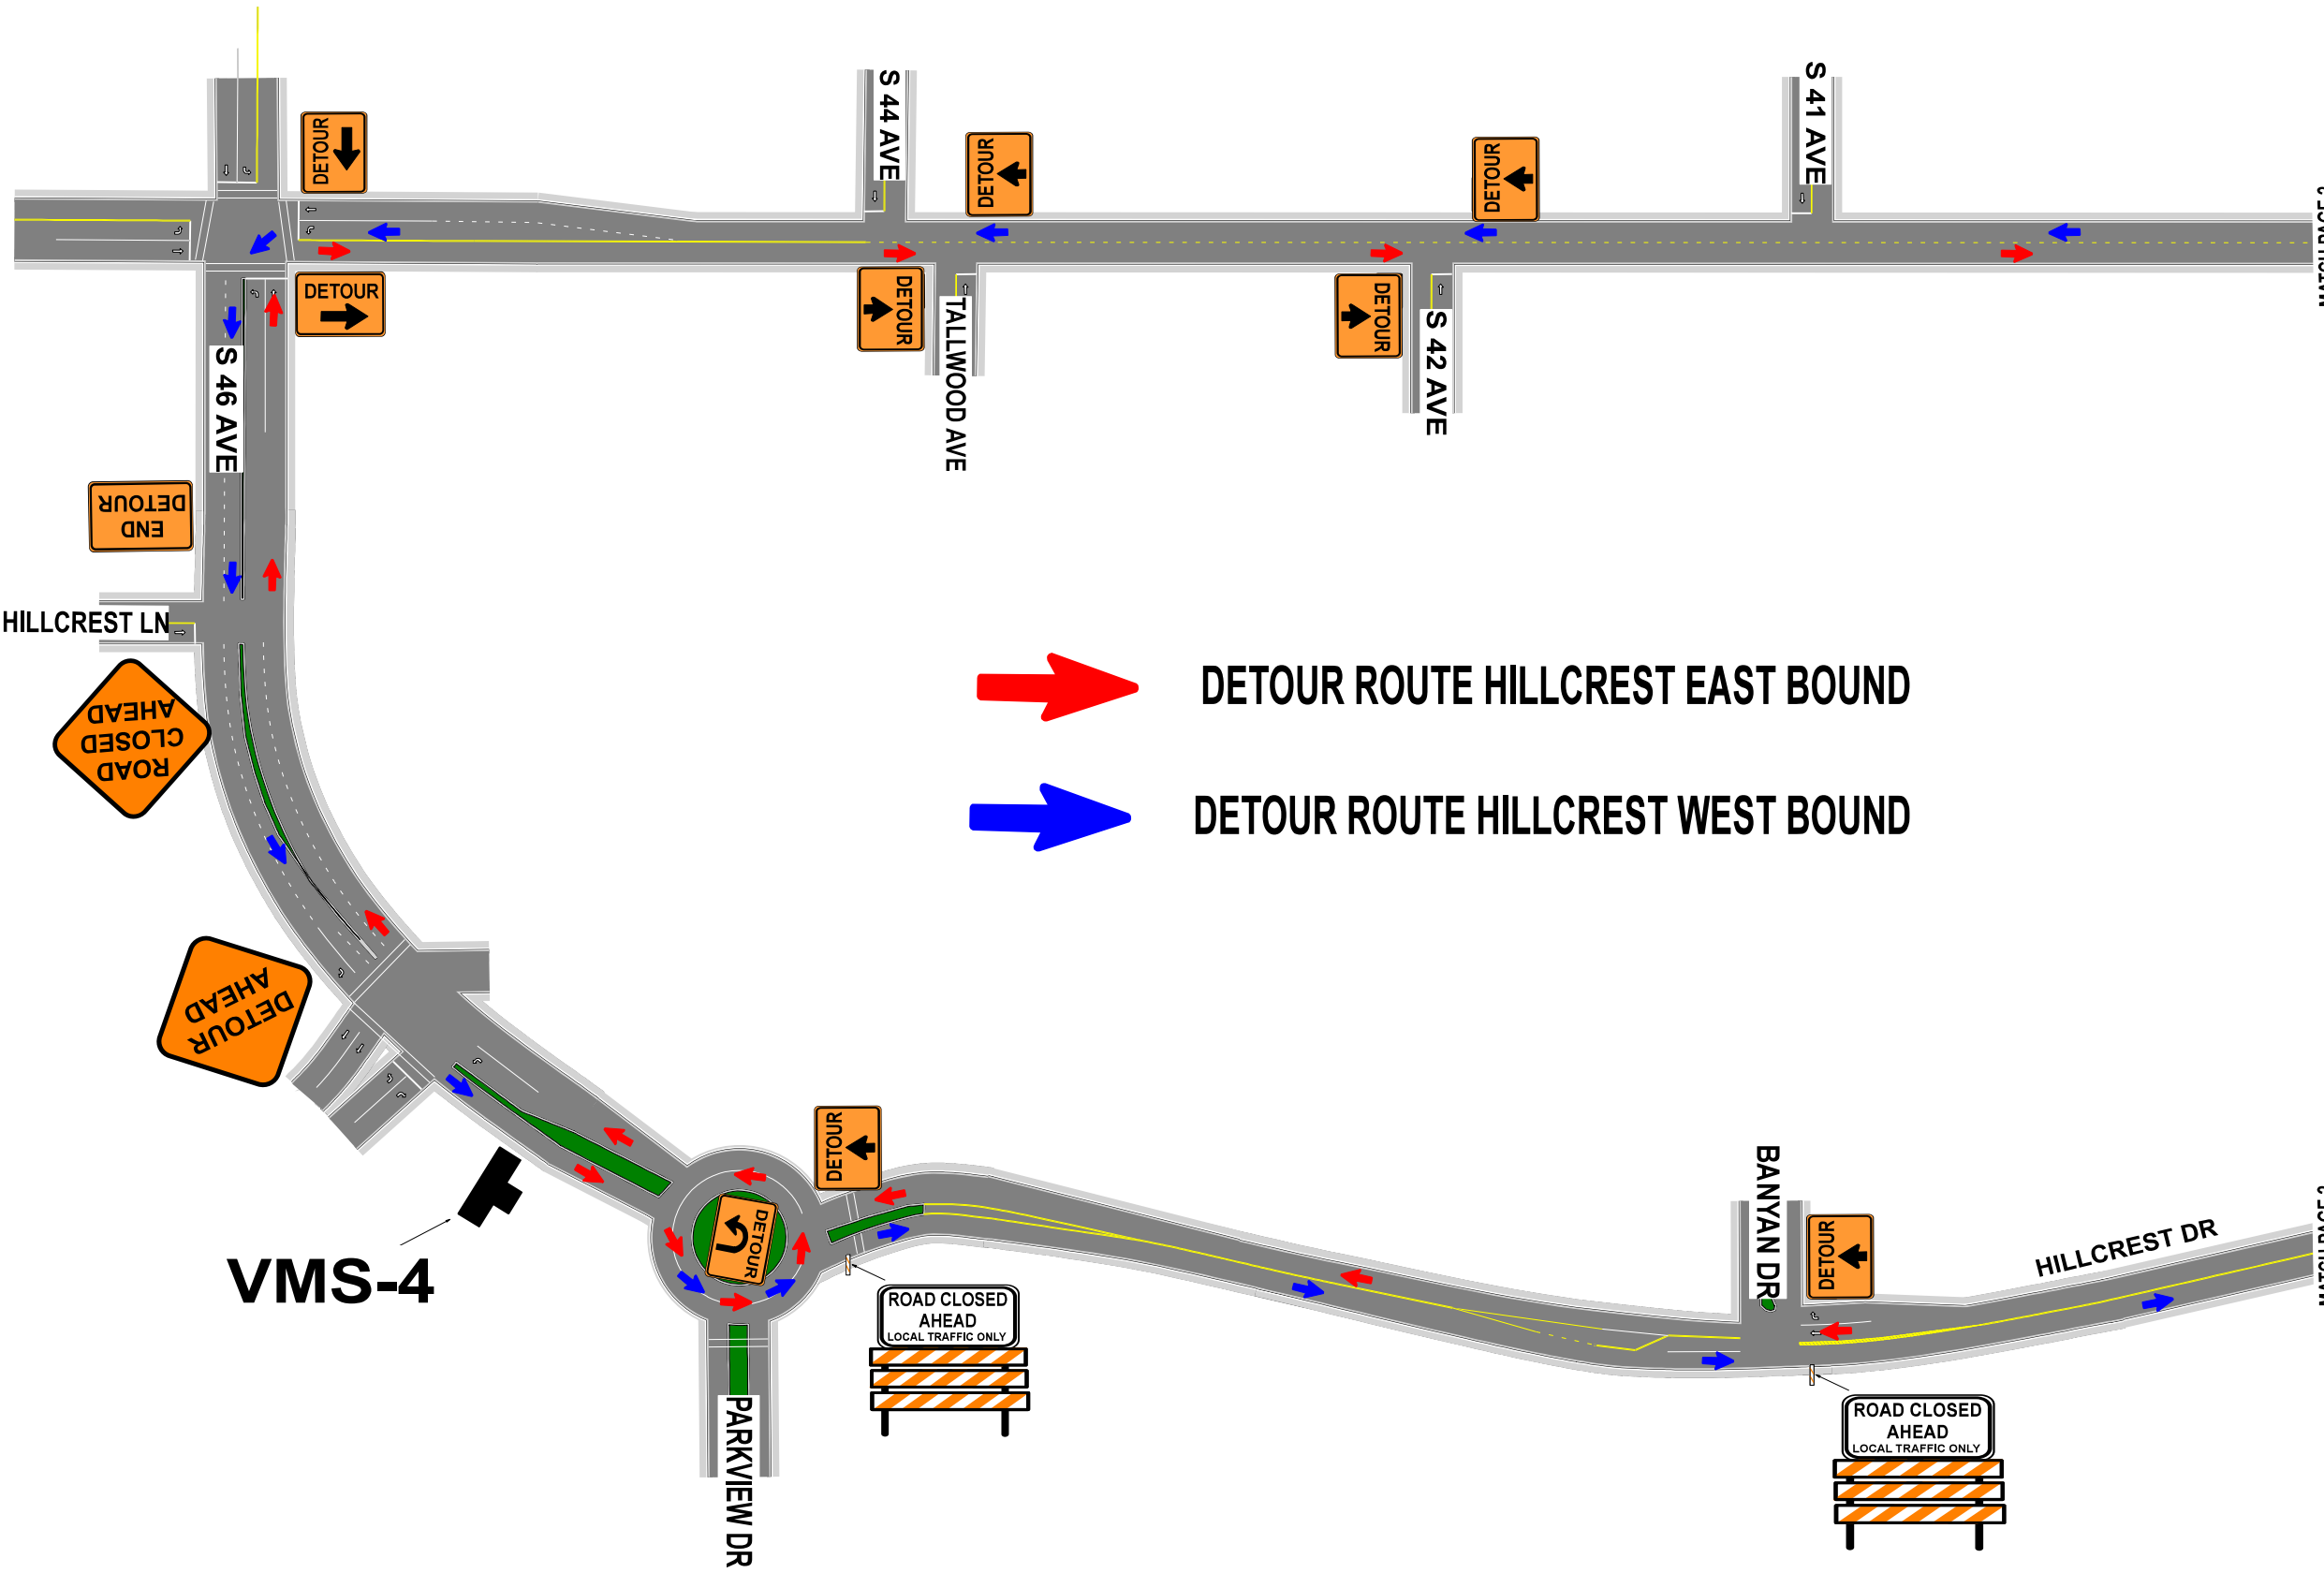 S 44 AVE
S 41 AVE
DETOUR
DETOUR
DETOUR
DETOUR
DETOUR
DETOUR
TALLWOOD AVE
S 42 AVE
S 46 AVE
END
DETOUR
HILLCREST LN
ROAD
CLOSED
AHEAD
DETOUR ROUTE HILLCREST EAST BOUND
DETOUR ROUTE HILLCREST WEST BOUND
DETOUR
AHEAD
VMS-4
DETOUR
DETOUR
ROAD CLOSED
AHEAD
LOCAL TRAFFIC ONLY
PARKVIEW DR
BANYAN DR
DETOUR
HILLCREST DR
ROAD CLOSED
AHEAD
LOCAL TRAFFIC ONLY